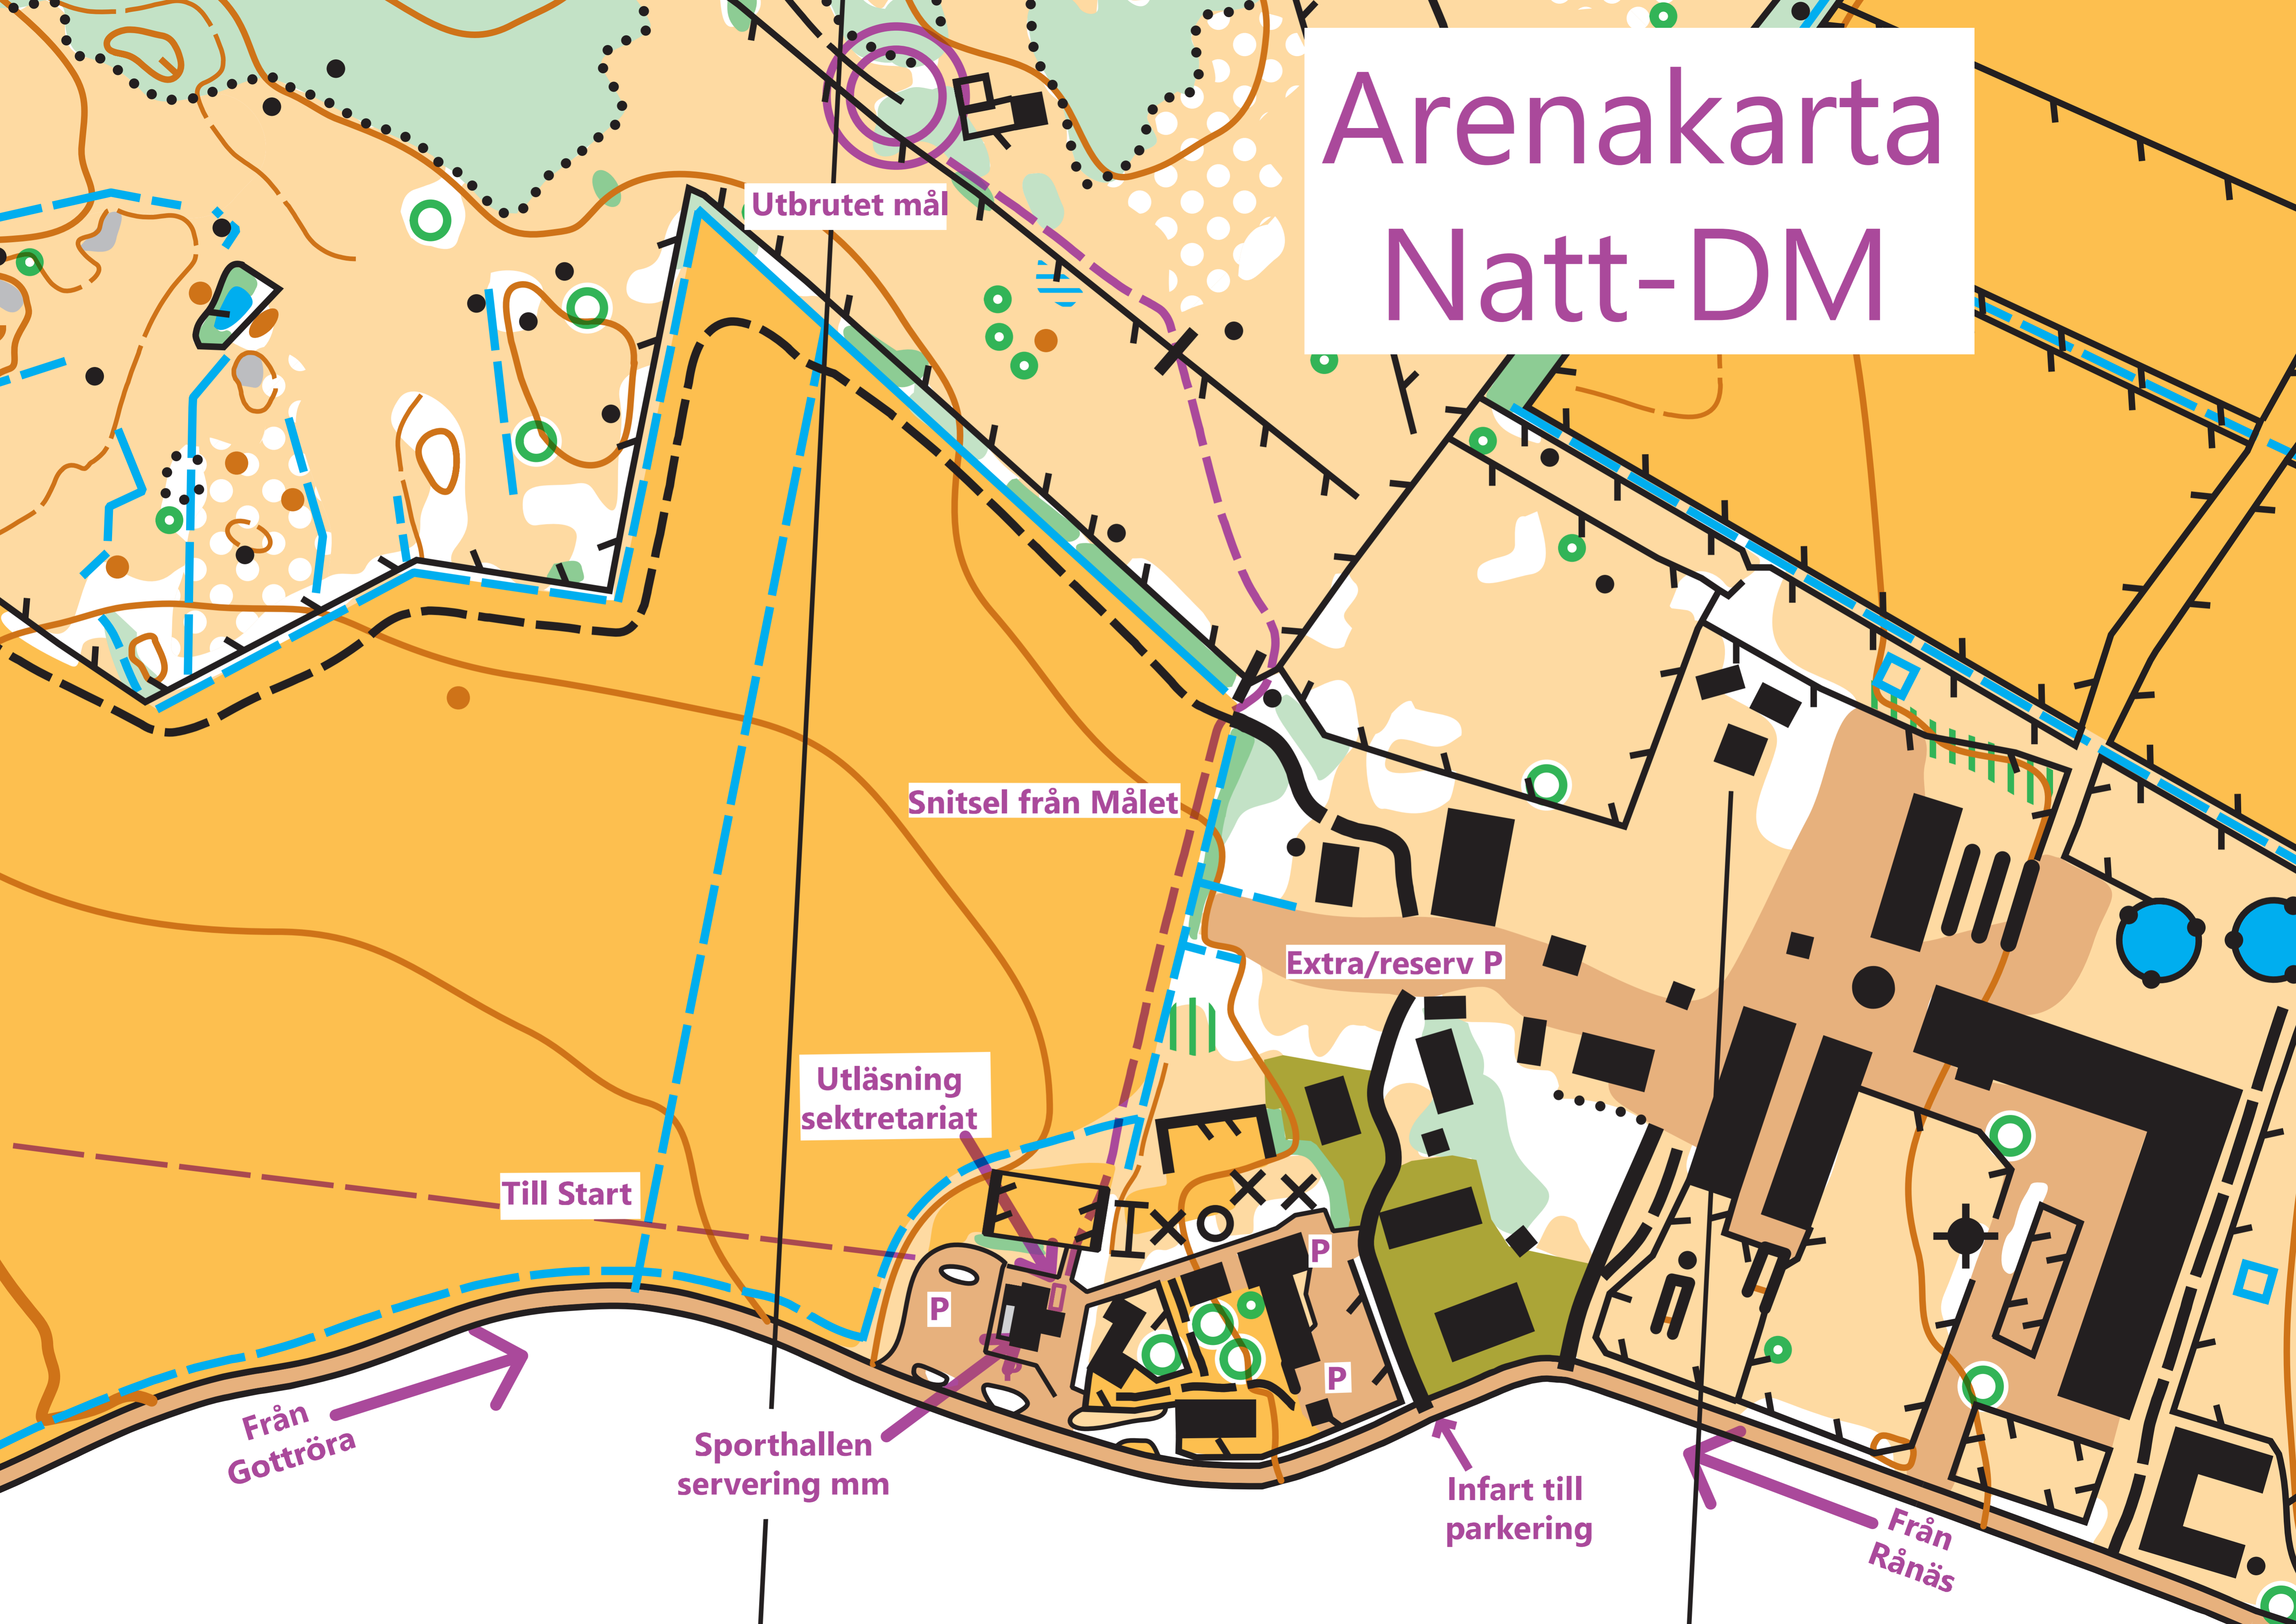 Arenakarta
Natt-DM
Utbrutet mål
Snitsel från Målet
Extra/reserv P
Utläsning
sektretariat
Till Start
P
P
P
P
Från
Gottröra
Sporthallen
servering mm
Infart till
parkering
Från
Rånäs